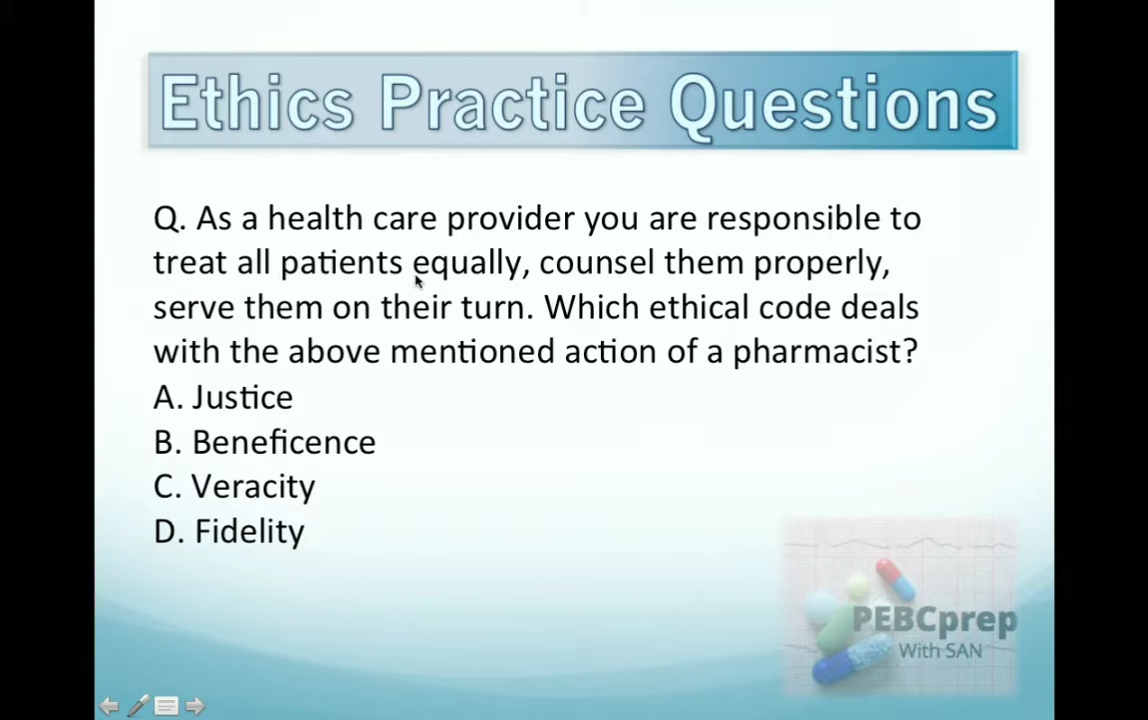 Ethics Practice Questions
Q. As a health care provider you are responsible to
treat all patients equally, counsel them properly,
serve them on their turn. Which ethical code deals
with the above mentioned action of a pharmacist?
A. Justice
B. Beneficence
C. Veracity
D. Fidelity
PEBCprep
With SAN